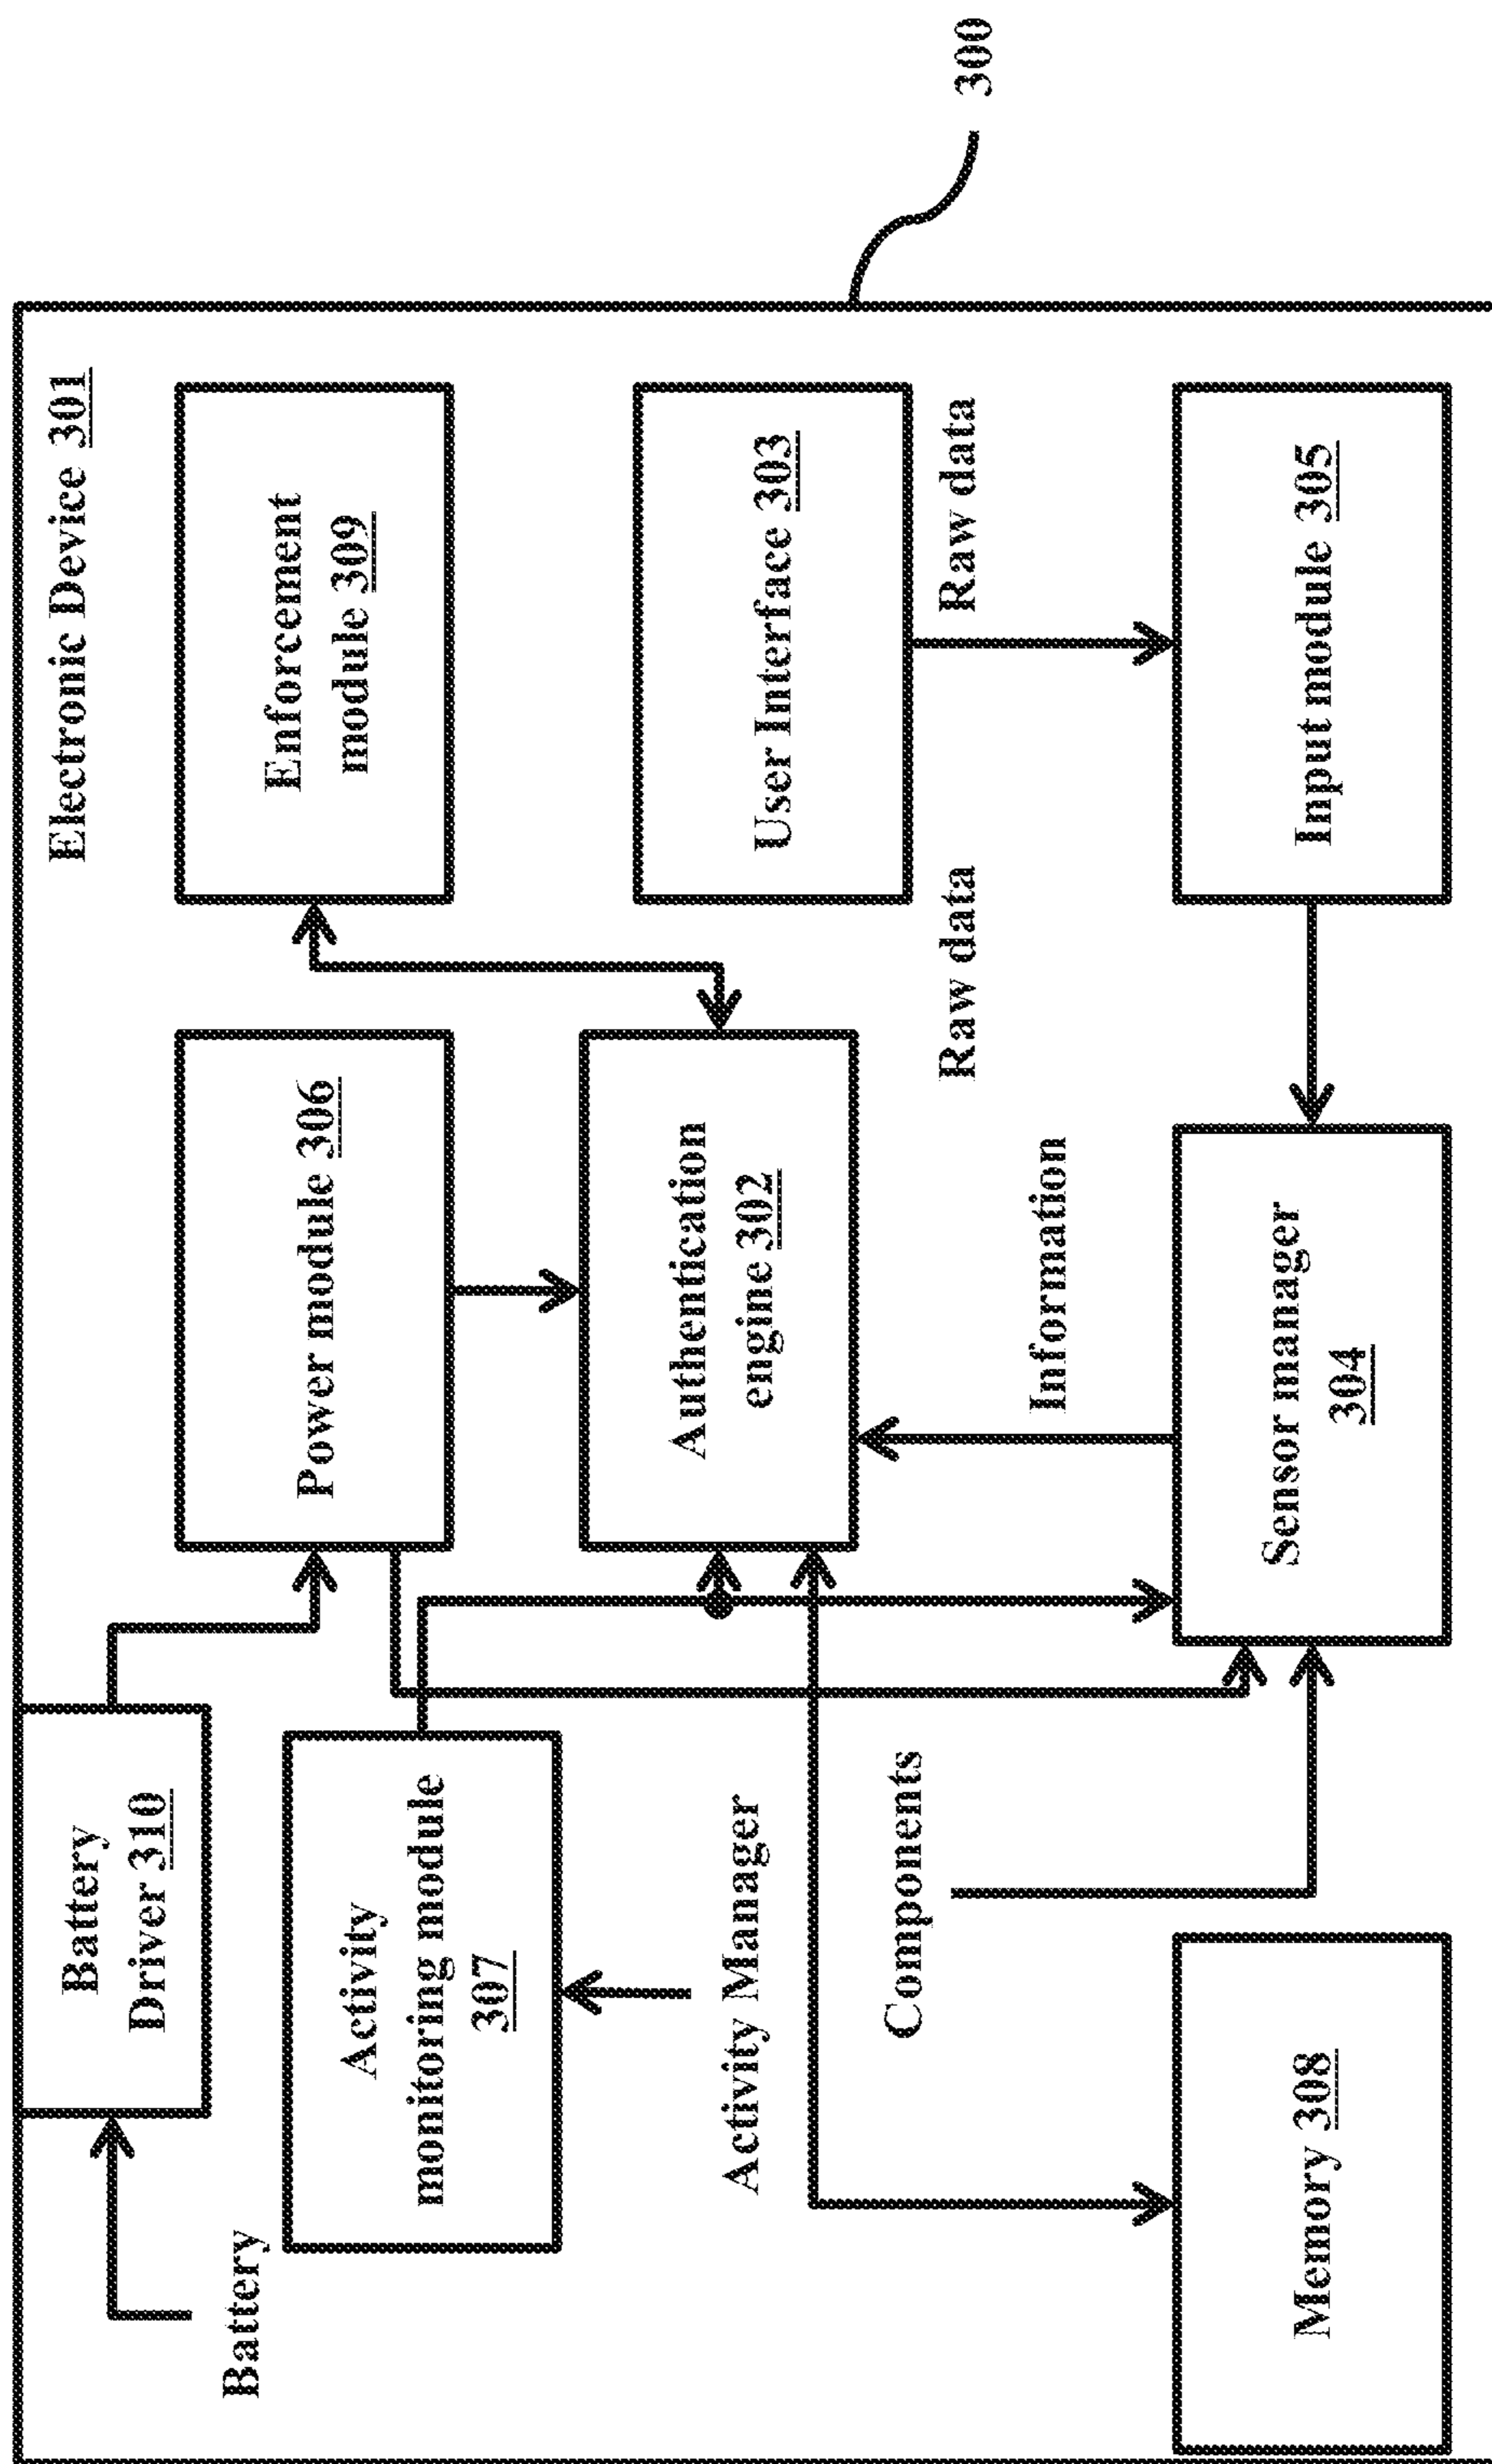 300
Electronic Device 301
Battery
Driver 310
Power module 306
Enforcement
module 309
Battery
Activity
monitoring module
307
Authentication
engine 302
User Interface 303
Activity Manager
Components
Information
Raw data
Raw data
Memory 308
Sensor manager
304
Input module 305